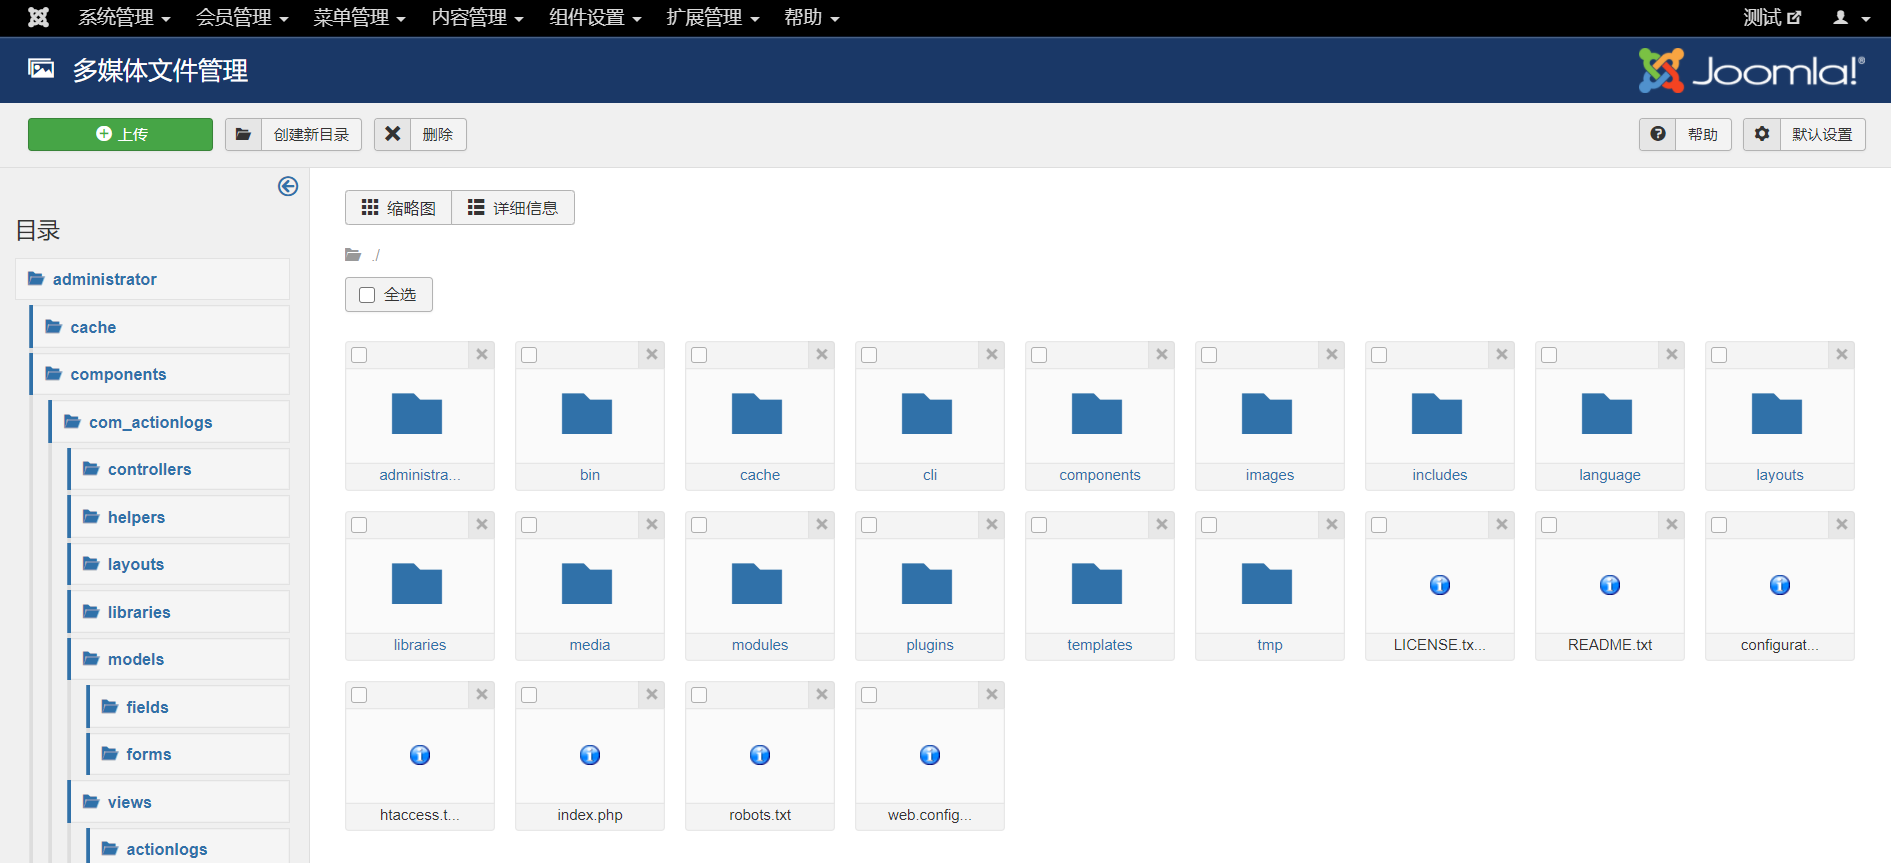 系统管理 会员管理 菜单管理 内容管理 组件设置 扩展管理 帮助 测试
多媒体文件管理 Joomla!®
上传 创建新目录 删除 帮助 默认设置
目录
administrator
cache
components
com_actionlogs
controllers
helpers
layouts
libraries
models
fields
forms
views
actionlogs
缩略图 详细信息
./
全选
administra... bin cache cli components images includes language layouts
libraries media modules plugins templates tmp LICENSE.tx... README.txt configurat...
htaccess.t... index.php robots.txt web.config...